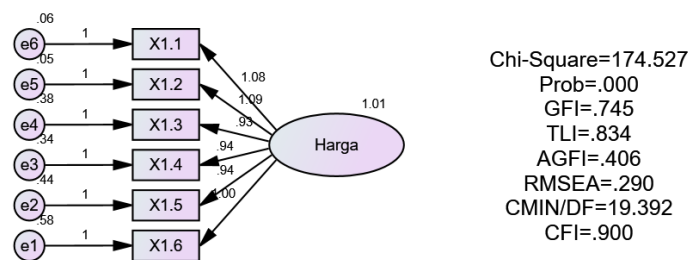 .06
e6 1 X1.1
.05
e5 1 X1.2
.38
e4 1 X1.3
.34
e3 1 X1.4
.44
e2 1 X1.5
.58
e1 1 X1.6
1.08
1.09
.93
.94
.94
1.00
1.01
Harga
Chi-Square=174.527
Prob=.000
GFI=.745
TLI=.834
AGFI=.406
RMSEA=.290
CMIN/DF=19.392
CFI=.900